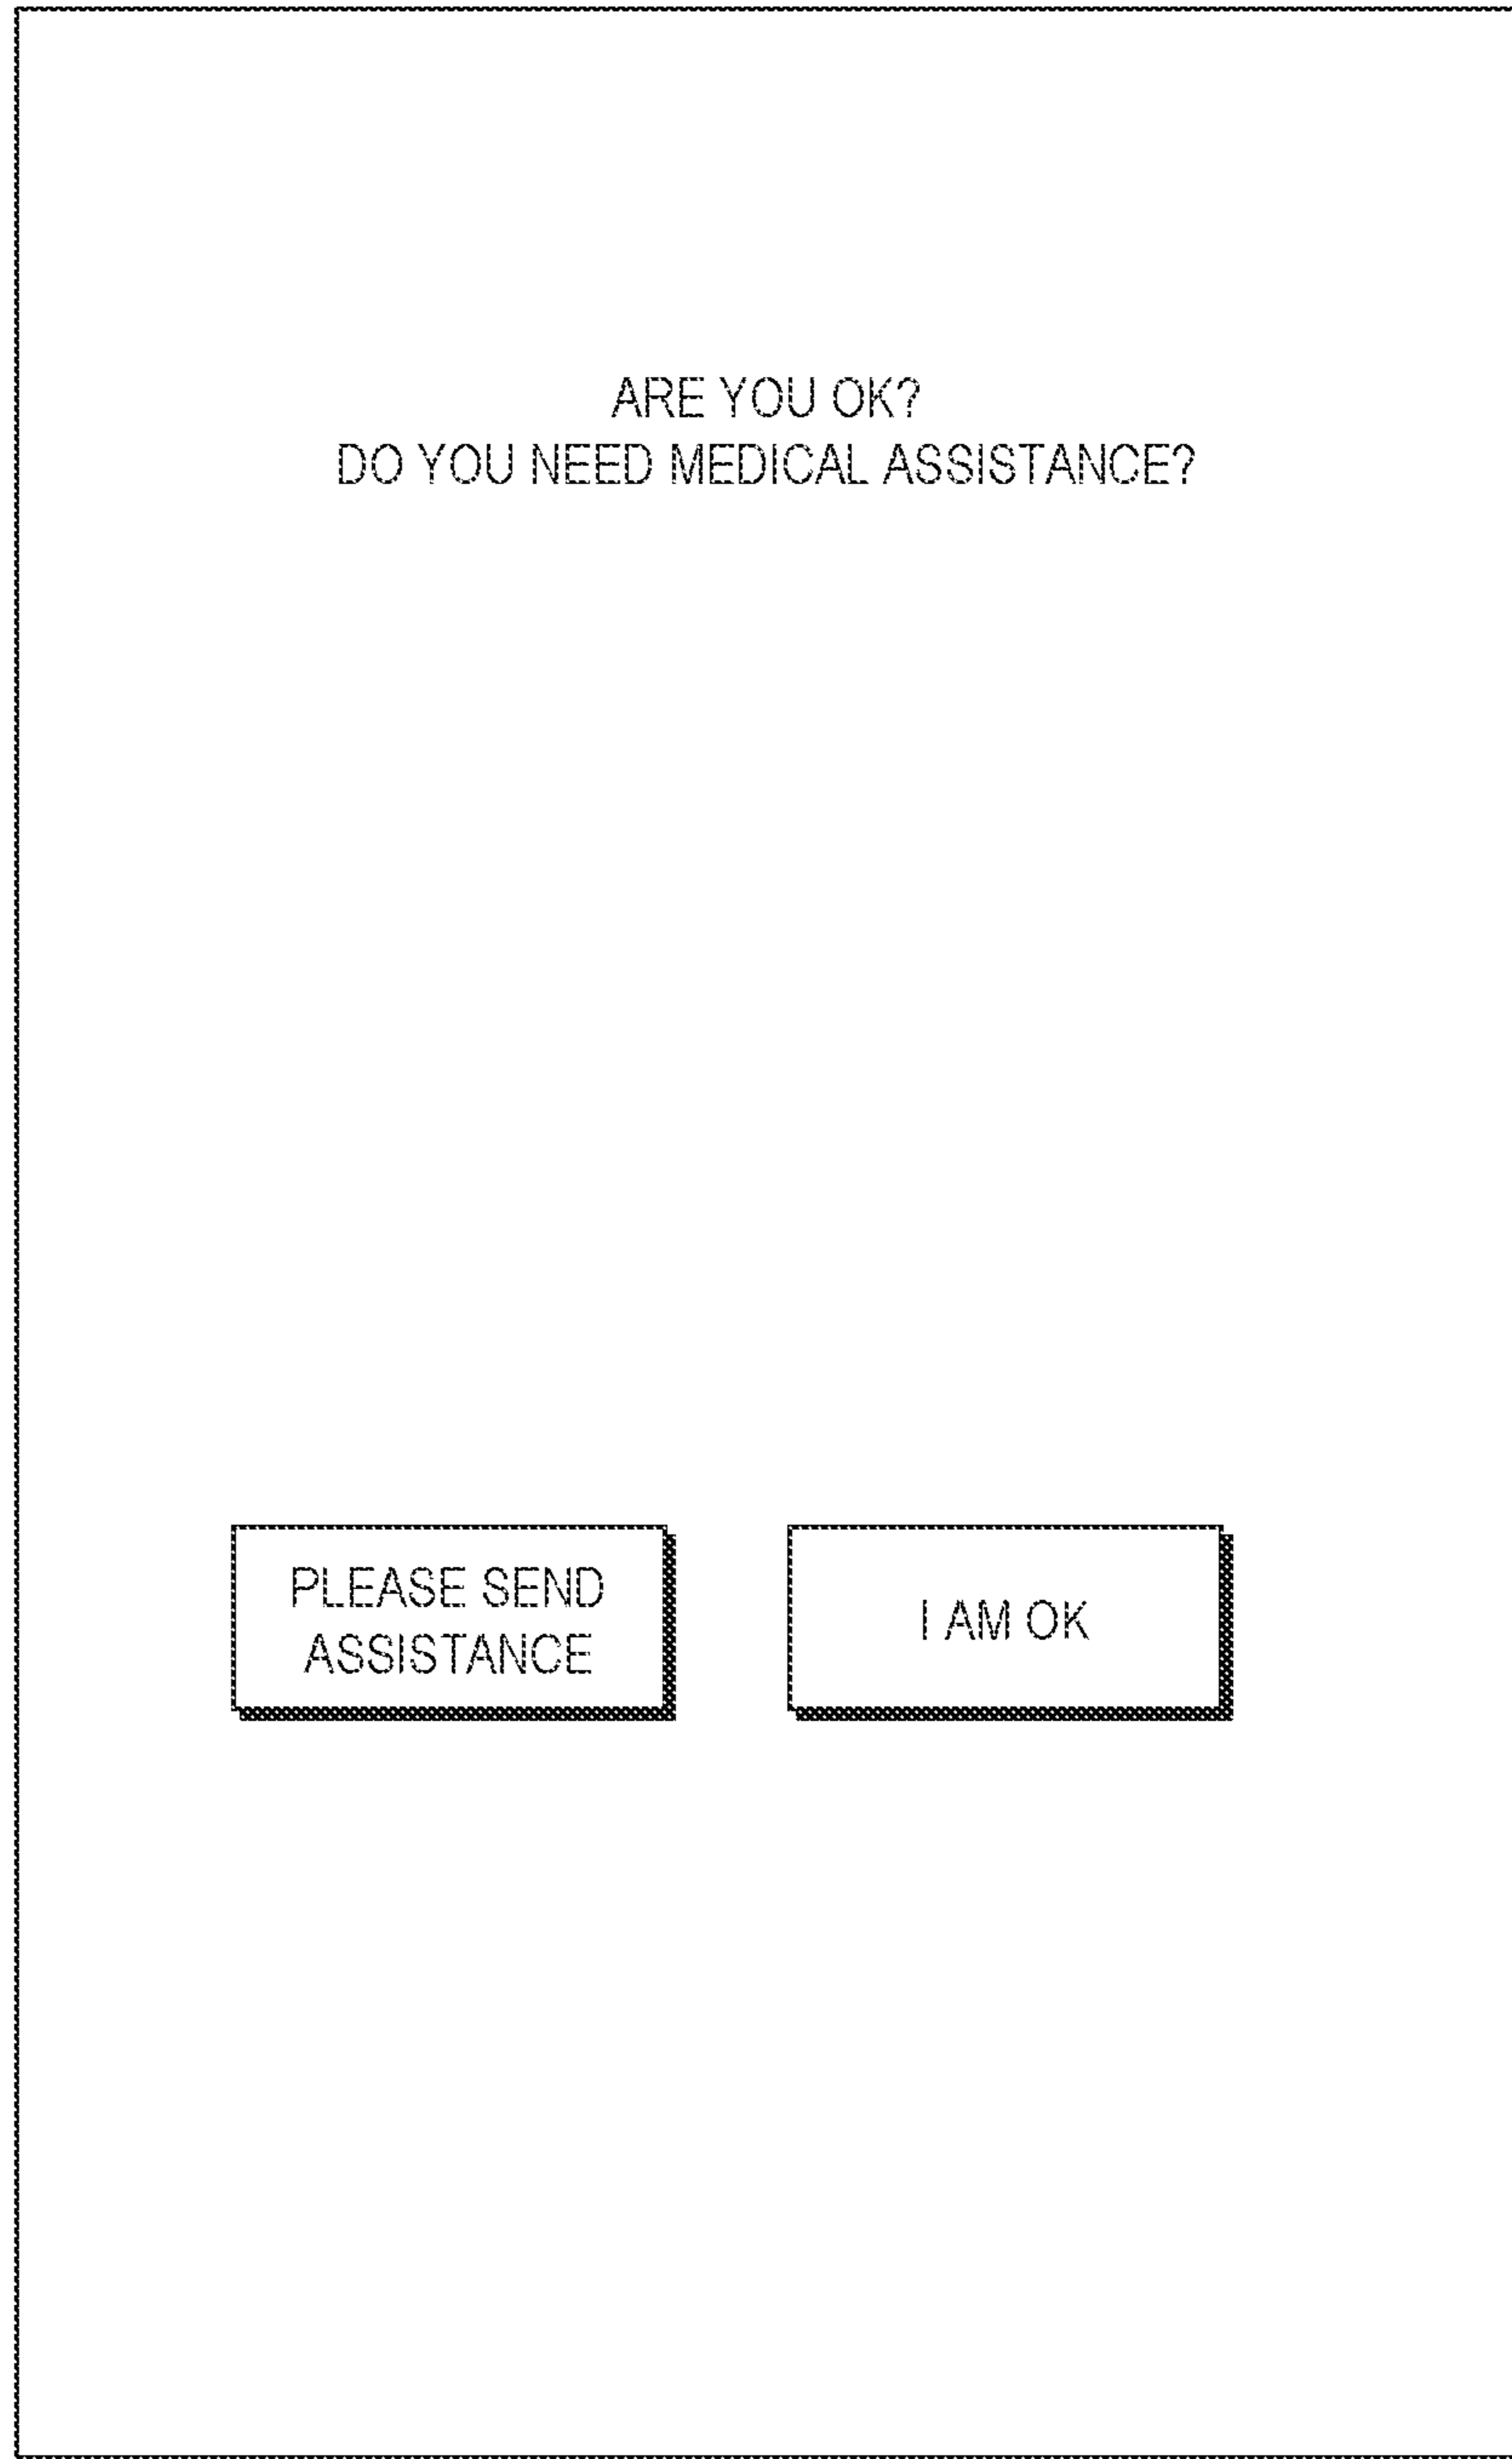 ARE YOU OK?
DO YOU NEED MEDICAL ASSISTANCE?
PLEASE SEND
ASSISTANCE
I AM OK